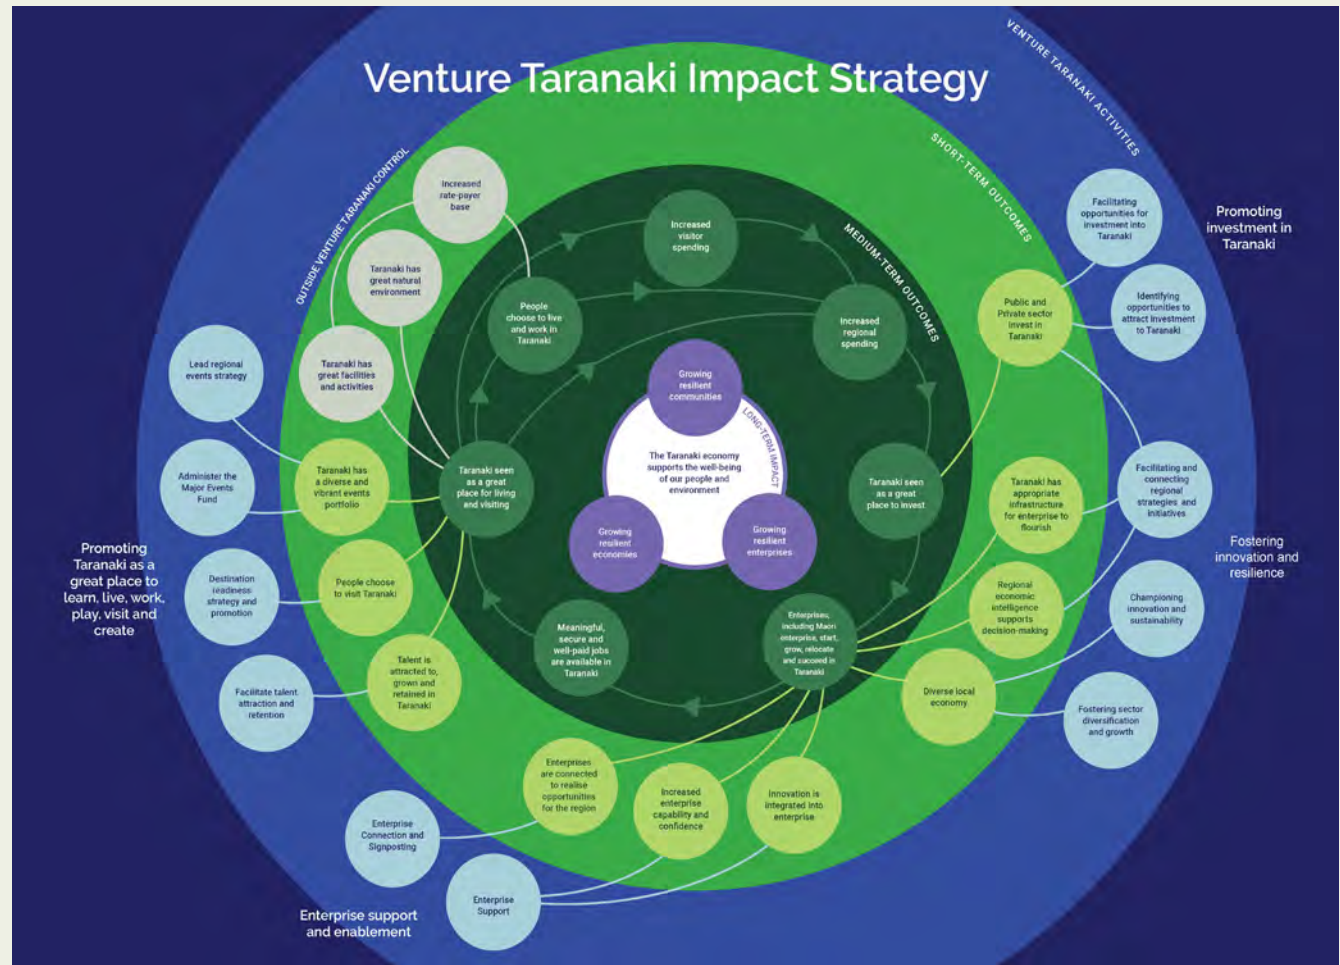 Venture Taranaki Impact Strategy
VENTURE TARANAKI ACTIVITIES
SHORT-TERM OUTCOMES
MEDIUM-TERM OUTCOMES
OUTSIDE VENTURE TARANAKI CONTROL
LONG-TERM IMPACT
Increased
rate-payer
base
Taranaki has
great natural
environment
Taranaki has
great facilities
and activities
Increased
visitor
spending
People
choose to live
and work in
Taranaki
Increased
regional
spending
Taranaki seen
as a great
place for living
and visiting
Taranaki seen
as a great
place to invest
Meaningful,
secure and
well-paid jobs
are available in
Taranaki
Enterprises,
including Maori
enterprise, start,
grow, relocate
and succeed in
Taranaki
Growing
resilient
communities
The Taranaki economy
supports the well-being
of our people and
environment
Growing
resilient
economies
Growing
resilient
enterprises
Promoting
investment in
Taranaki
Facilitating
opportunities for
investment into
Taranaki
Identifying
opportunities to
attract investment
to Taranaki
Public and
Private sector
invest in
Taranaki
Fostering
innovation and
resilience
Facilitating and
connecting
regional
strategies and
initiatives
Championing
innovation and
sustainability
Fostering sector
diversification
and growth
Taranaki has
appropriate
infrastructure
for enterprise to
flourish
Regional
economic
intelligence
supports
decision-making
Diverse local
economy
Promoting
Taranaki as a
great place to
learn, live, work,
play, visit and
create
Lead regional
events strategy
Administer the
Major Events
Fund
Destination
readiness
strategy and
promotion
Facilitate talent
attraction and
retention
Taranaki has
a diverse and
vibrant events
portfolio
People choose
to visit Taranaki
Talent is
attracted to,
grown and
retained in
Taranaki
Enterprises
are connected
to realise
opportunities
for the region
Increased
enterprise
capability and
confidence
Innovation is
integrated into
enterprise
Enterprise
Connection and
Signposting
Enterprise
Support
Enterprise support
and enablement